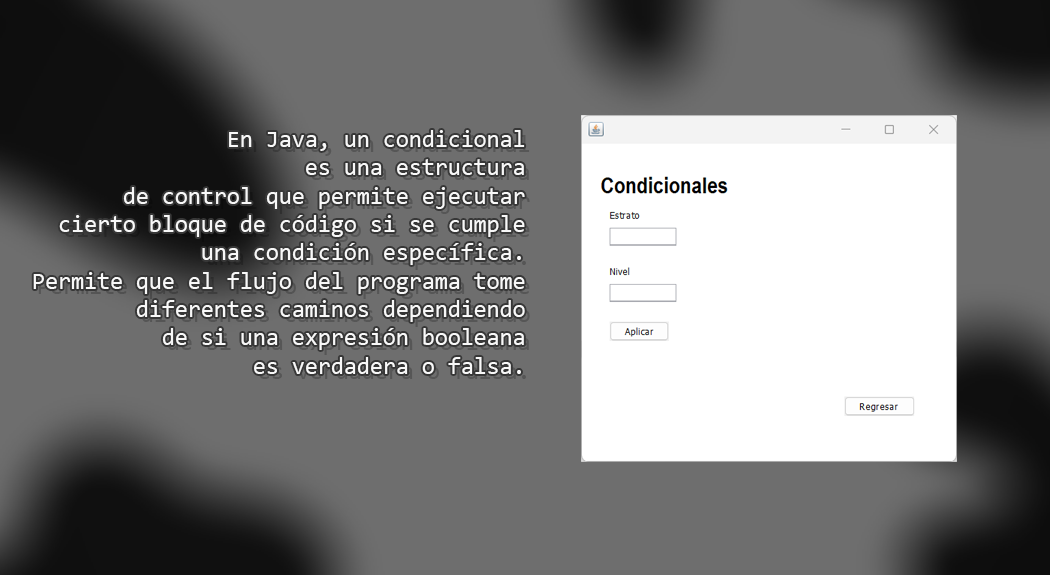 En Java, un condicional
es una estructura
de control que permite ejecutar
cierto bloque de código si se cumple
una condición específica.
Permite que el flujo del programa tome
diferentes caminos dependiendo
de si una expresión booleana
es verdadera o falsa.
Condicionales
Estrato
Nivel
Aplicar
Regresar